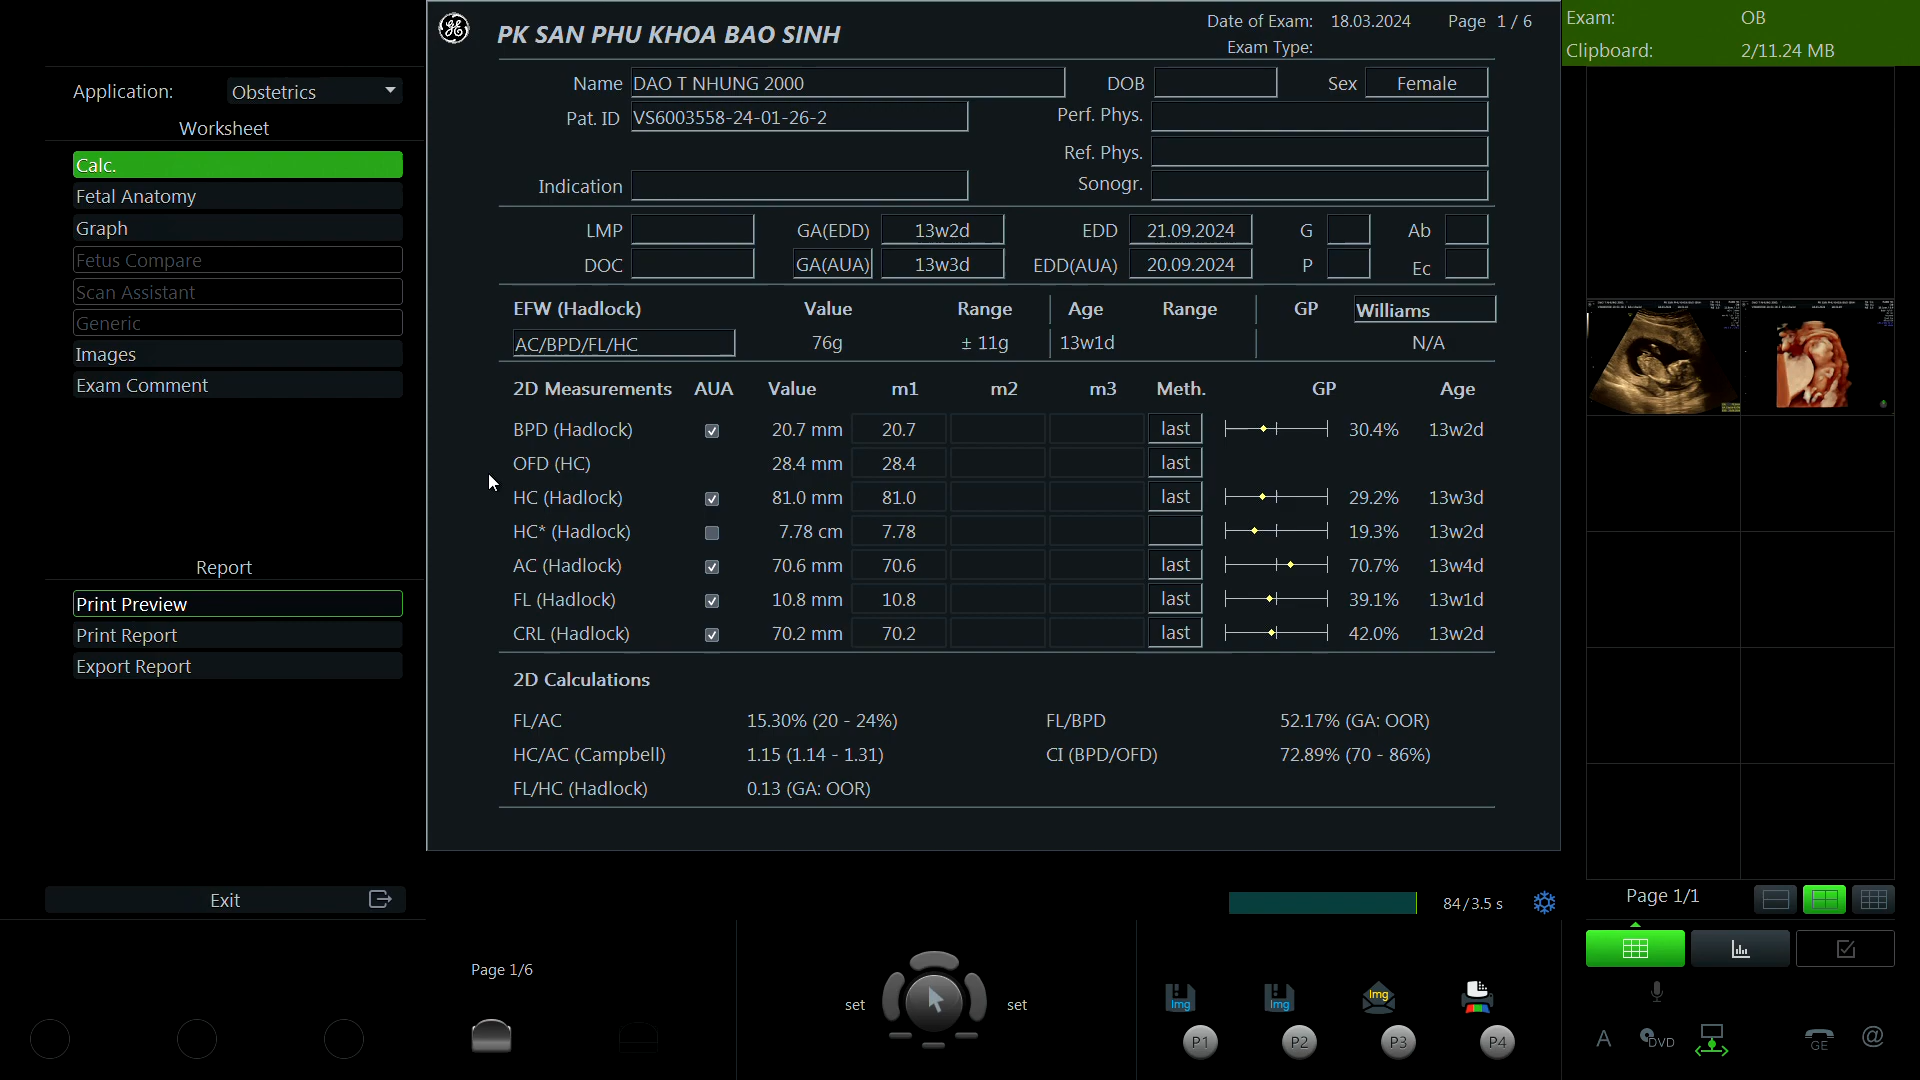 PK SAN PHU KHOA BAO SINH
Date of Exam: 18.03.2024 Page 1 / 6
Exam Type:
Exam: OB
Clipboard: 2/11.24 MB
Application: Obstetrics
Worksheet
Calc.
Fetal Anatomy
Graph
Fetus Compare
Scan Assistant
Generic
Images
Exam Comment
Report
Print Preview
Print Report
Export Report
Exit
Name DAO T NHUNG 2000 DOB Sex Female
Pat. ID VS6003558-24-01-26-2 Perf. Phys.
Ref. Phys.
Indication Sonogr.
LMP GA(EDD) 13w2d EDD 21.09.2024 G Ab
DOC GA(AUA) 13w3d EDD(AUA) 20.09.2024 P Ec
EFW (Hadlock) Value Range Age Range GP Williams
AC/BPD/FL/HC 76g ± 11g 13w1d N/A
2D Measurements AUA Value m1 m2 m3 Meth. GP Age
BPD (Hadlock) 20.7 mm 20.7 last 30.4% 13w2d
OFD (HC) 28.4 mm 28.4 last
HC (Hadlock) 81.0 mm 81.0 last 29.2% 13w3d
HC* (Hadlock) 7.78 cm 7.78 19.3% 13w2d
AC (Hadlock) 70.6 mm 70.6 last 70.7% 13w4d
FL (Hadlock) 10.8 mm 10.8 last 39.1% 13w1d
CRL (Hadlock) 70.2 mm 70.2 last 42.0% 13w2d
2D Calculations
FL/AC 15.30% (20 - 24%) FL/BPD 52.17% (GA: OOR)
HC/AC (Campbell) 1.15 (1.14 - 1.31) CI (BPD/OFD) 72.89% (70 - 86%)
FL/HC (Hadlock) 0.13 (GA: OOR)
84/3.5 s
Page 1/1
Page 1/6
set set
Img Img Img
P1 P2 P3 P4
A DVD GE @